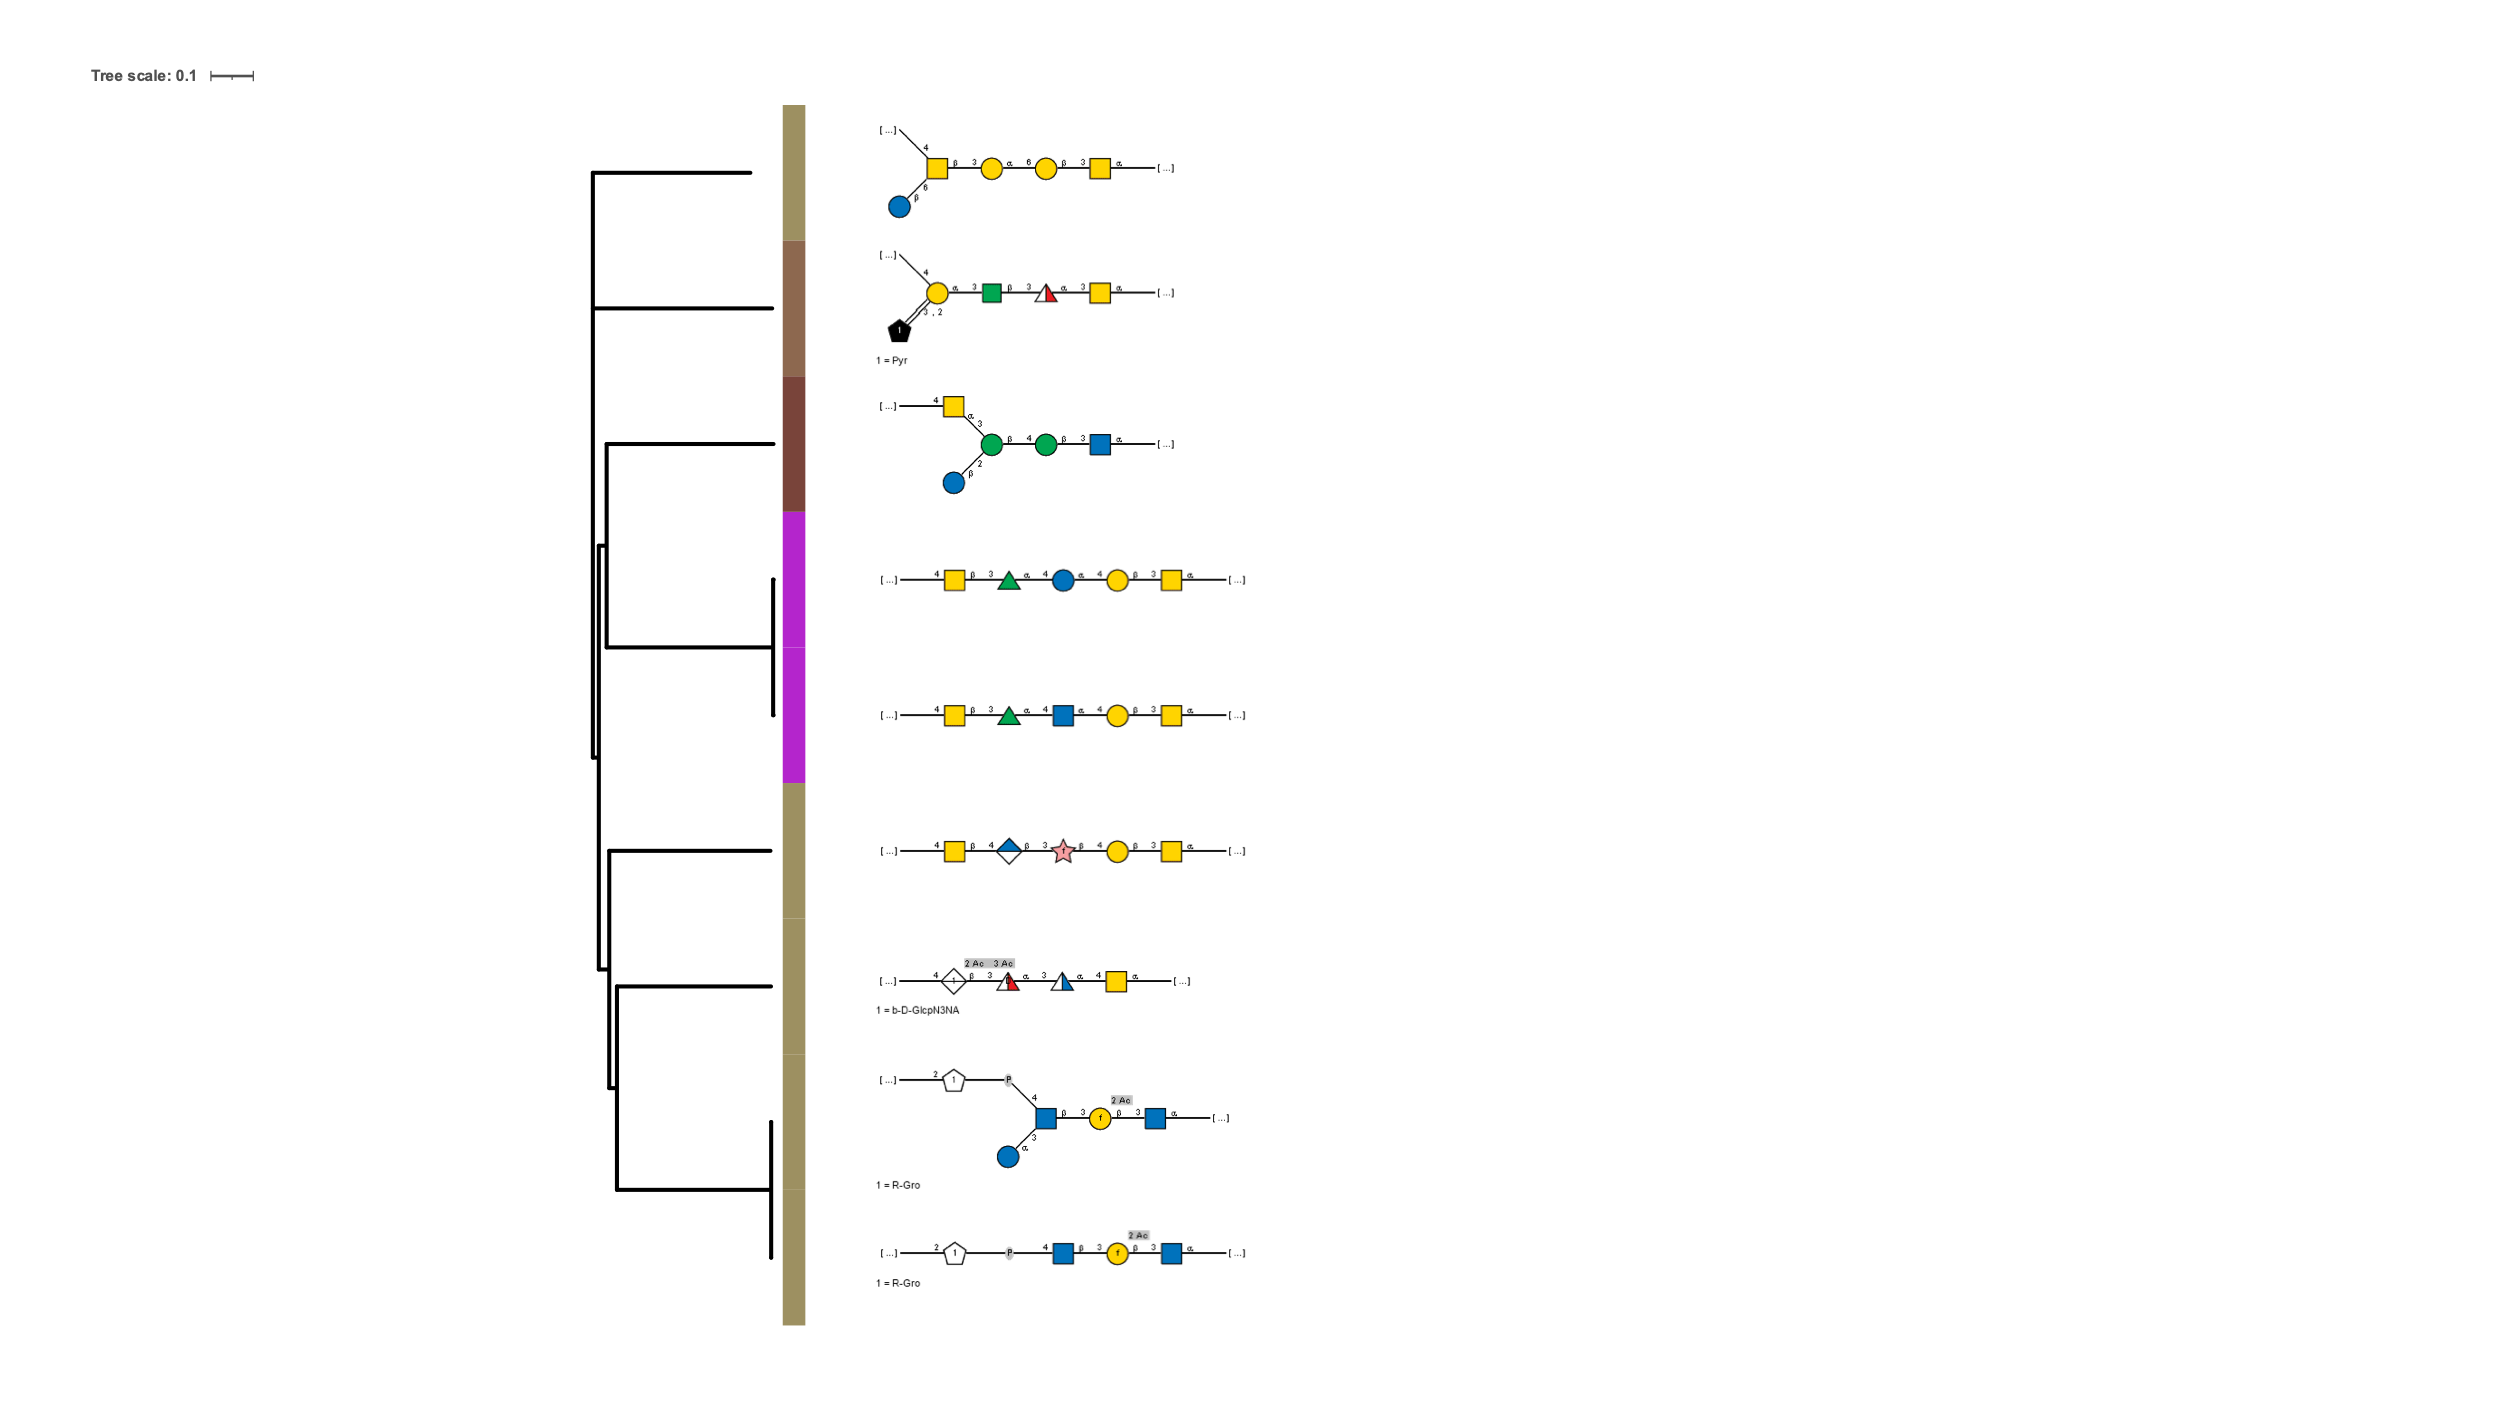 Tree scale: 0.1
[ ... ]
4 β 3 α 6 β 3 α [ ... ]
6
β
[ ... ]
4
α 3 β 3 α 3 α [ ... ]
3 , 2
1
1 = Pyr
[ ... ] 4
α
3
β 4 β 3 α [ ... ]
2
β
[ ... ] 4 β 3 α 4 α 4 β 3 α [ ... ]
[ ... ] 4 β 3 α 4 α 4 β 3 α [ ... ]
[ ... ] 4 β 4 β 3 f β 4 β 3 α [ ... ]
2 Ac 3 Ac
[ ... ] 4 1 β 3 α 3 α 4 α [ ... ]
1 = b-D-GlcpN3NA
[ ... ] 2 1 P
4
2 Ac
β 3 f β 3 α [ ... ]
3
α
1 = R-Gro
2 Ac
[ ... ] 2 1 P 4 β 3 f β 3 α [ ... ]
1 = R-Gro